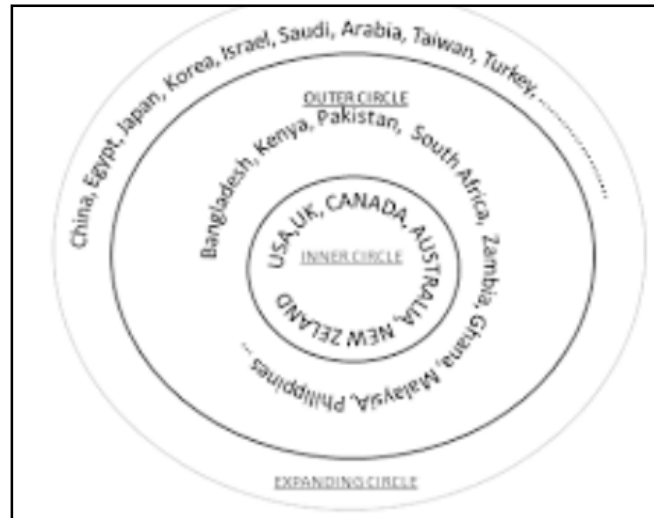 China, Egypt, Japan, Korea, Israel, Saudi, Arabia, Taiwan, Turkey, ........................
OUTER CIRCLE
Bangladesh, Kenya, Pakistan, South Africa, Zambia, Ghana, MalaysiA, Philippines ...
USA, UK, CANADA, AUSTRALIA, NEW ZELAND
INNER CIRCLE
EXPANDING CIRCLE